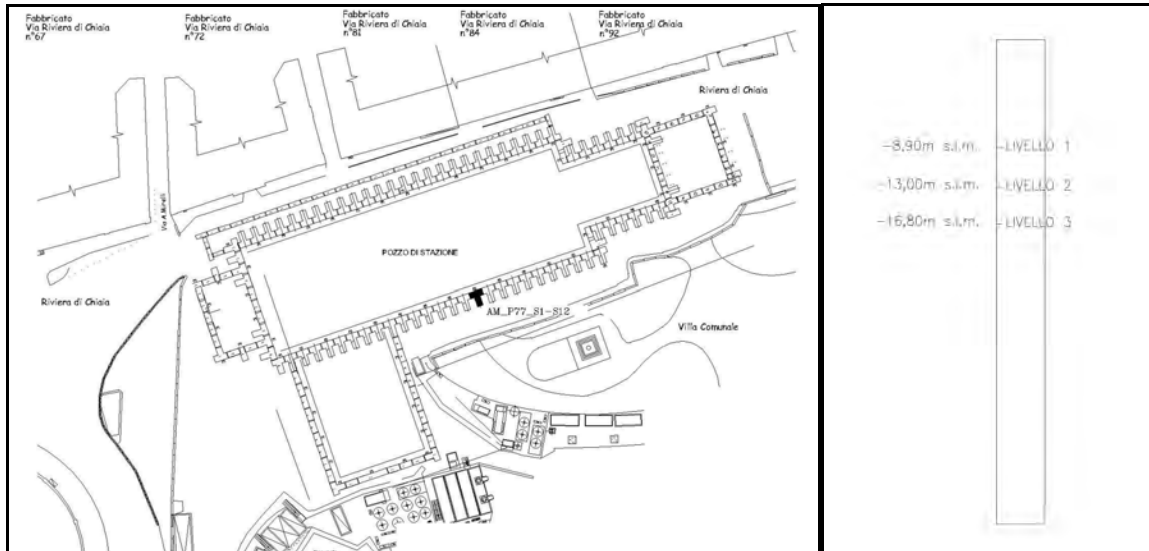 Fabbricato
Via Riviera di Chiaia
n°67
Fabbricato
Via Riviera di Chiaia
n°72
Fabbricato
Via Riviera di Chiaia
n°81
Fabbricato
Via Riviera di Chiaia
n°84
Fabbricato
Via Riviera di Chiaia
n°92
Riviera di Chiaia
Via A.Mirelli
POZZO DI STAZIONE
Riviera di Chiaia
AM_P77_S1-S12
Villa Comunale
-8,90m s.l.m. LIVELLO 1
-13,00m s.l.m. LIVELLO 2
-16,80m s.l.m. LIVELLO 3